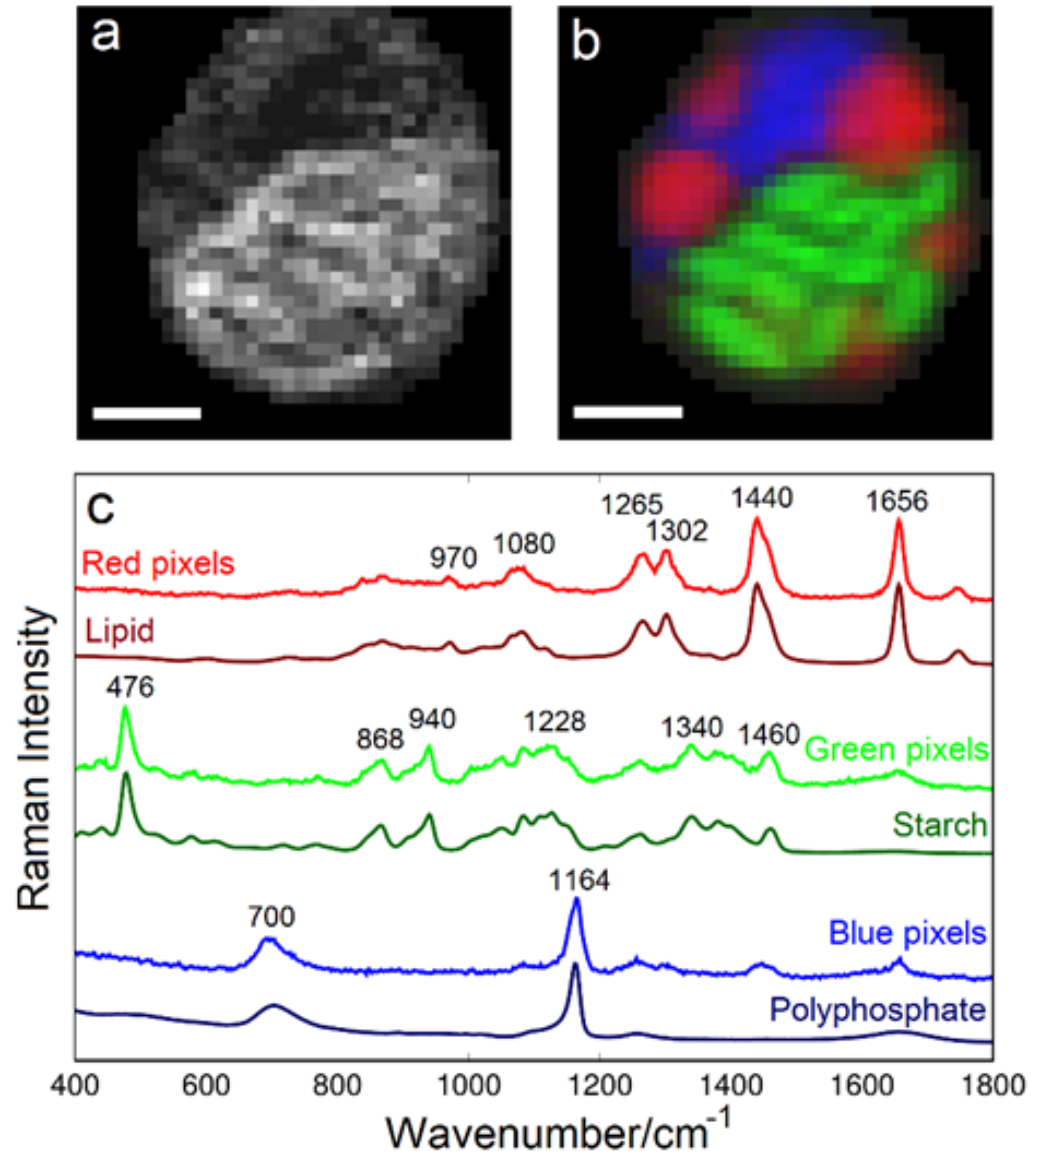 a
b
c
1265 1440 1656
1302
970 1080
Red pixels
Lipid
476
868 940 1228 1340 1460
Green pixels
Starch
1164
700
Blue pixels
Polyphosphate
Raman Intensity
400 600 800 1000 1200 1400 1600 1800
Wavenumber/cm⁻¹